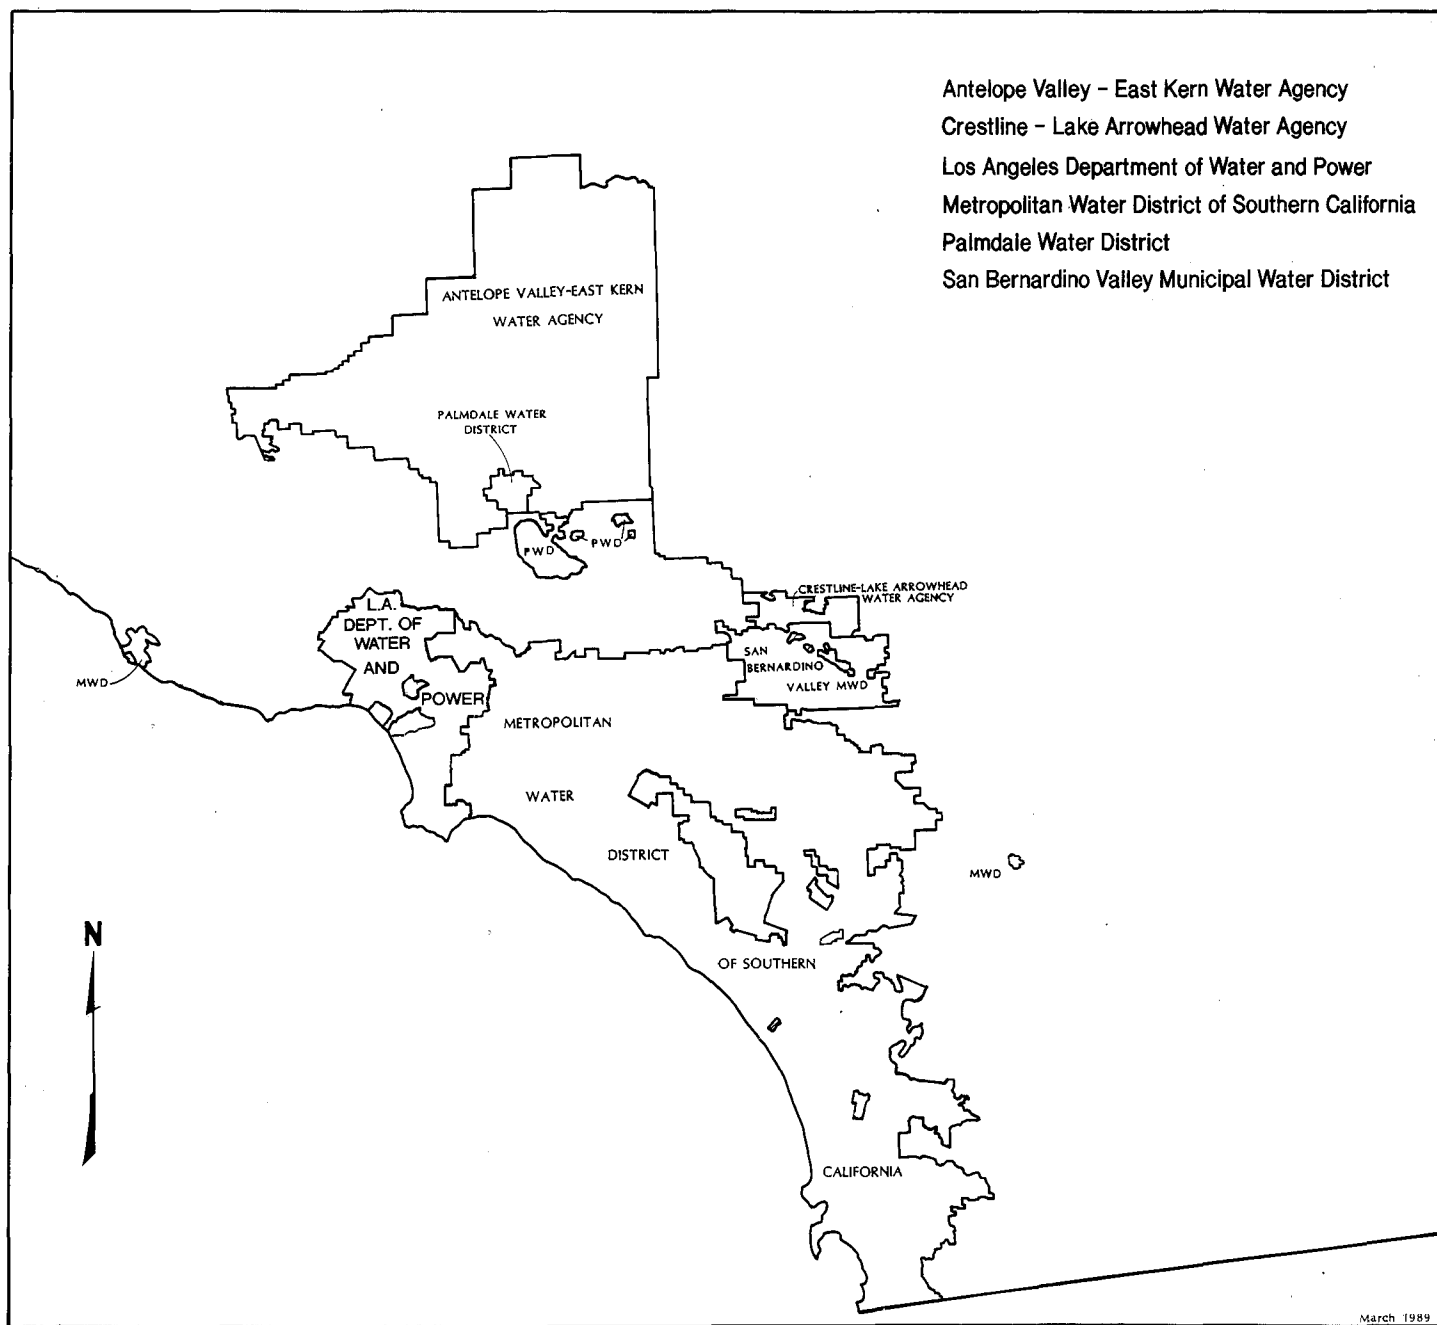 Antelope Valley – East Kern Water Agency
Crestline – Lake Arrowhead Water Agency
Los Angeles Department of Water and Power
Metropolitan Water District of Southern California
Palmdale Water District
San Bernardino Valley Municipal Water District
ANTELOPE VALLEY-EAST KERN
WATER AGENCY
PALMDALE WATER
DISTRICT
PWD
PWD
CRESTLINE-LAKE ARROWHEAD
WATER AGENCY
L.A.
DEPT. OF
WATER
AND
POWER
MWD
SAN
BERNARDINO
VALLEY MWD
METROPOLITAN
WATER
DISTRICT
MWD
OF SOUTHERN
CALIFORNIA
N
March 1989